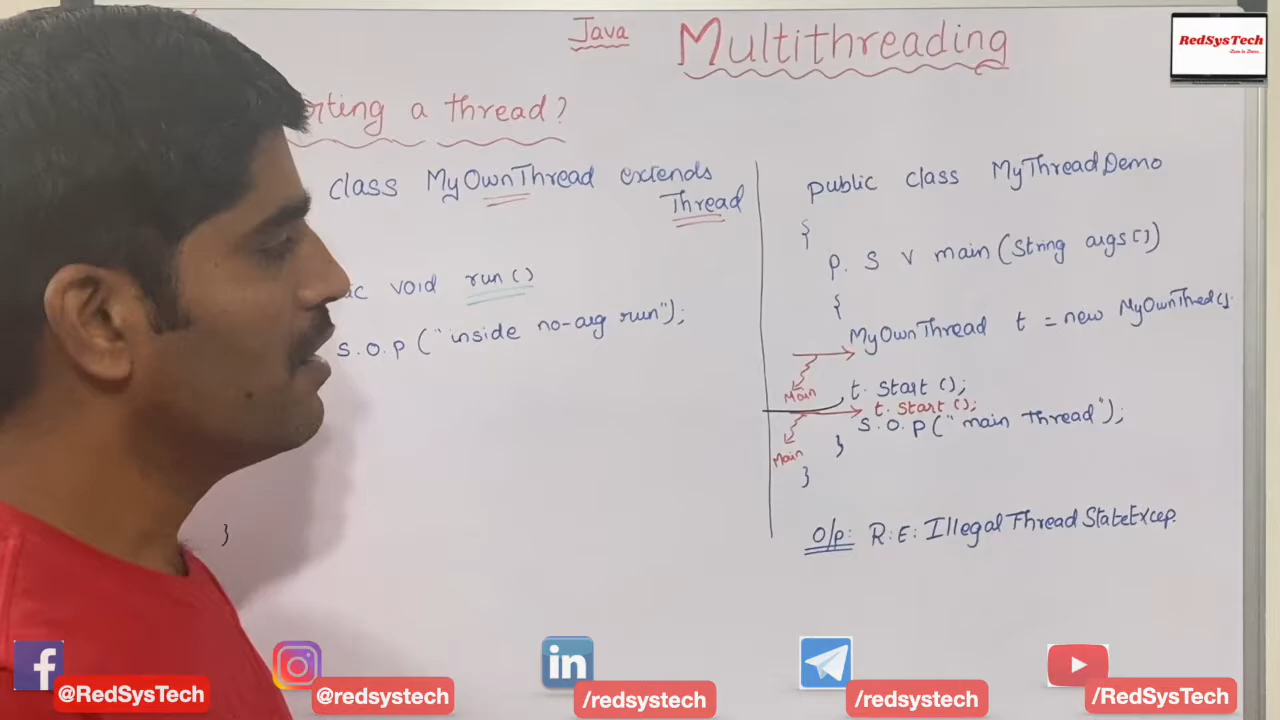 Java
Multithreading
RedSysTech
rting a thread?
class MyOwnThread extends
Thread
ic void run()
S.O.P ("inside no-arg run");
}
public class MyThreadDemo
{
P. S V main(String args[])
{
MyOwnThread t = new MyOwnThred();
Main
t. Start ();
t. Start ();
S.O.P ("main thread");
Main
}
}
O/P: R:E: IllegalThreadStateExcep.
@RedSysTech
@redsystech
/redsystech
/redsystech
/RedSysTech